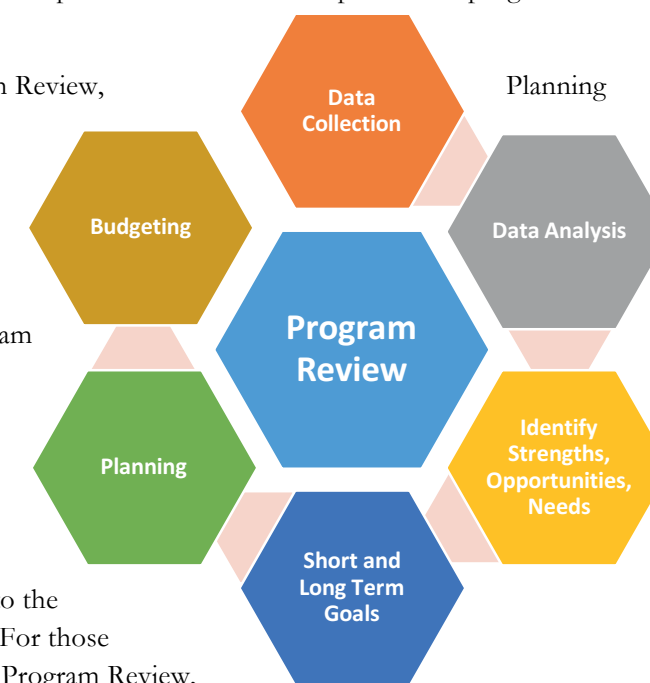 Review,
Planning
Data
Collection
Budgeting
Data Analysis
Program
Review
Identify
Strengths,
Opportunities,
Needs
Planning
Short and
Long Term
Goals
the
For those
Program Review,